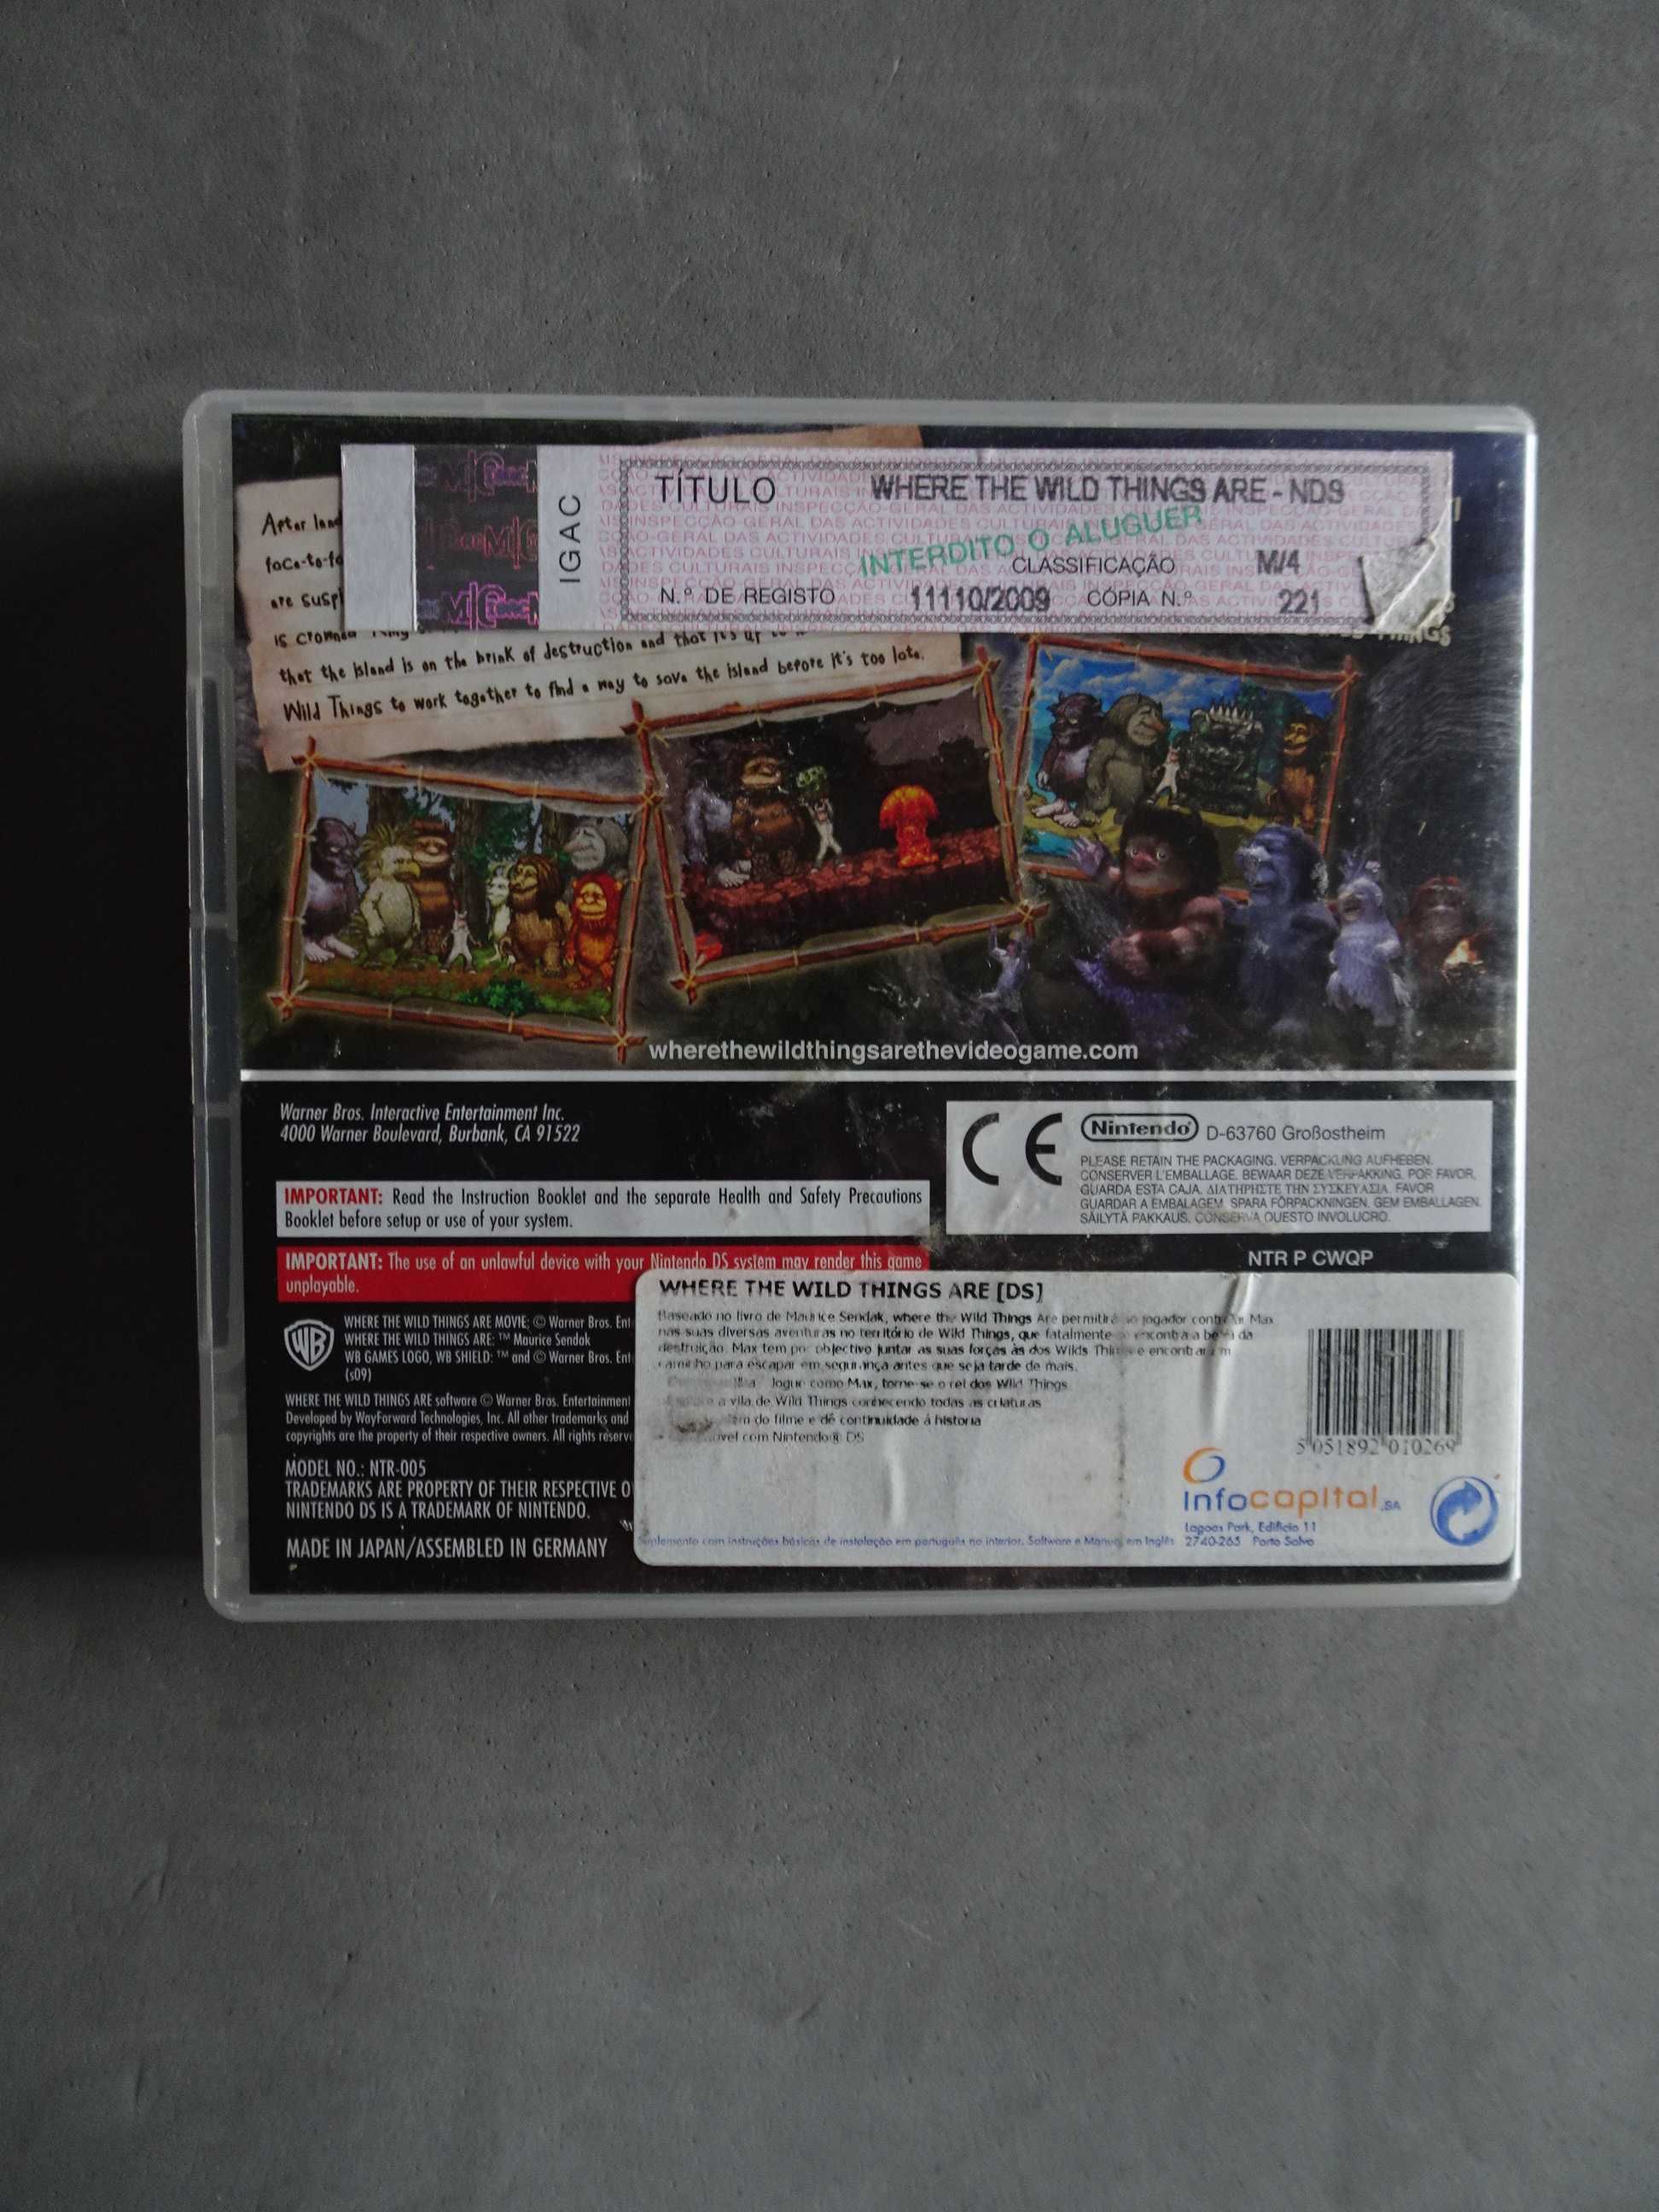 IGAC
TÍTULO WHERE THE WILD THINGS ARE - NDS
INTERDITO O ALUGUER
CLASSIFICAÇÃO M/4
N.º DE REGISTO 11110/2009 CÓPIA N.º 221
After land
face-to-fa
are susp
is crowned
that the island is on the brink of destruction and that it's up to
Wild Things to work together to find a way to save the island before it's too late.
wherethewildthingsarethevideogame.com
Warner Bros. Interactive Entertainment Inc.
4000 Warner Boulevard, Burbank, CA 91522
IMPORTANT: Read the Instruction Booklet and the separate Health and Safety Precautions
Booklet before setup or use of your system.
IMPORTANT: The use of an unlawful device with your Nintendo DS system may render this game
unplayable.
CE
Nintendo D-63760 Großostheim
PLEASE RETAIN THE PACKAGING. VERPACKUNG AUFHEBEN.
CONSERVER L'EMBALLAGE. BEWAAR DEZE VERPAKKING. POR FAVOR,
GUARDA ESTA CAJA. ΔΙΑΤΗΡΗΣΤΕ ΤΗΝ ΣΥΣΚΕΥΑΣΙΑ. FAVOR
GUARDAR A EMBALAGEM. SPARA FÖRPACKNINGEN. GEM EMBALLAGEN.
SÄILYTÄ PAKKAUS. CONSERVA QUESTO INVOLUCRO.
NTR P CWQP
WB
WHERE THE WILD THINGS ARE MOVIE: © Warner Bros. Ent
WHERE THE WILD THINGS ARE: ™ Maurice Sendak
WB GAMES LOGO, WB SHIELD: ™ and © Warner Bros. Ent
(s09)
WHERE THE WILD THINGS ARE software © Warner Bros. Entertainment
Developed by WayForward Technologies, Inc. All other trademarks and
copyrights are the property of their respective owners. All rights reserv
MODEL NO.: NTR-005
TRADEMARKS ARE PROPERTY OF THEIR RESPECTIVE O
NINTENDO DS IS A TRADEMARK OF NINTENDO.
MADE IN JAPAN/ASSEMBLED IN GERMANY
WHERE THE WILD THINGS ARE [DS]
Baseado no livro de Maurice Sendak, where the Wild Things Are permitirá ao jogador Max
nas suas diversas aventuras no território de Wild Things, que fatalmente a da
destruição. Max tem por objectivo juntar as suas forças às dos Wilds e
caminho para escapar em segurança antes que seja tarde de mais.
Jogue como Max, torne-se o rei dos Wild Things
a vila de Wild Things conhecendo todas as criaturas
do filme e dê continuidade á historia
com Nintendo® DS
5 051892 010269
infocapital, SA
Lagoas Park, Edifício 11
2740-265 Porto Salvo
com instruções básicas de instalação em português no interior. Software e Manual em Inglês